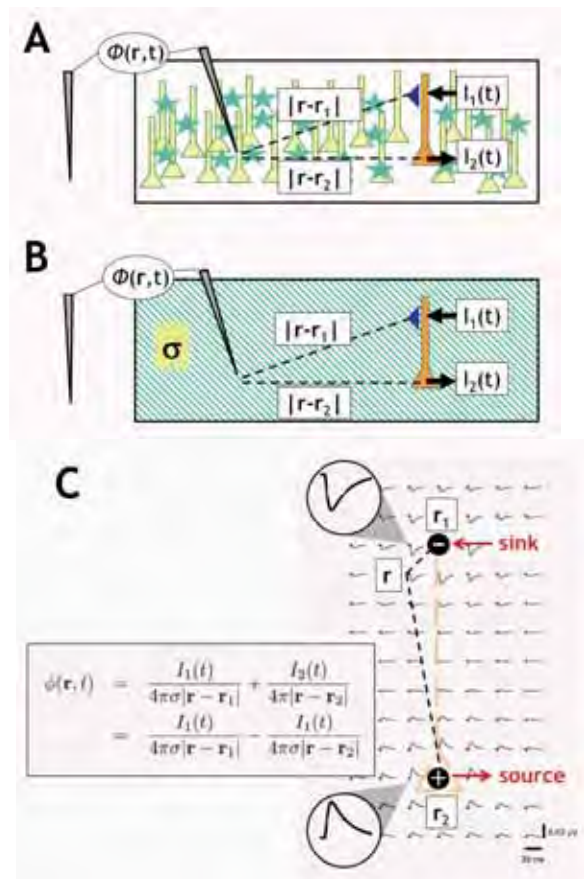 A
Φ(r,t)
|r-r₁|
I₁(t)
|r-r₂|
I₂(t)
B
Φ(r,t)
σ
|r-r₁|
I₁(t)
|r-r₂|
I₂(t)
C
r₁
− sink
r
ϕ(r, t) = I₁(t) / 4πσ|r − r₁| + I₂(t) / 4π|r − r₂|
= I₁(t) / 4πσ|r − r₁| − I₁(t) / 4πσ|r − r₂|
+ source
r₂